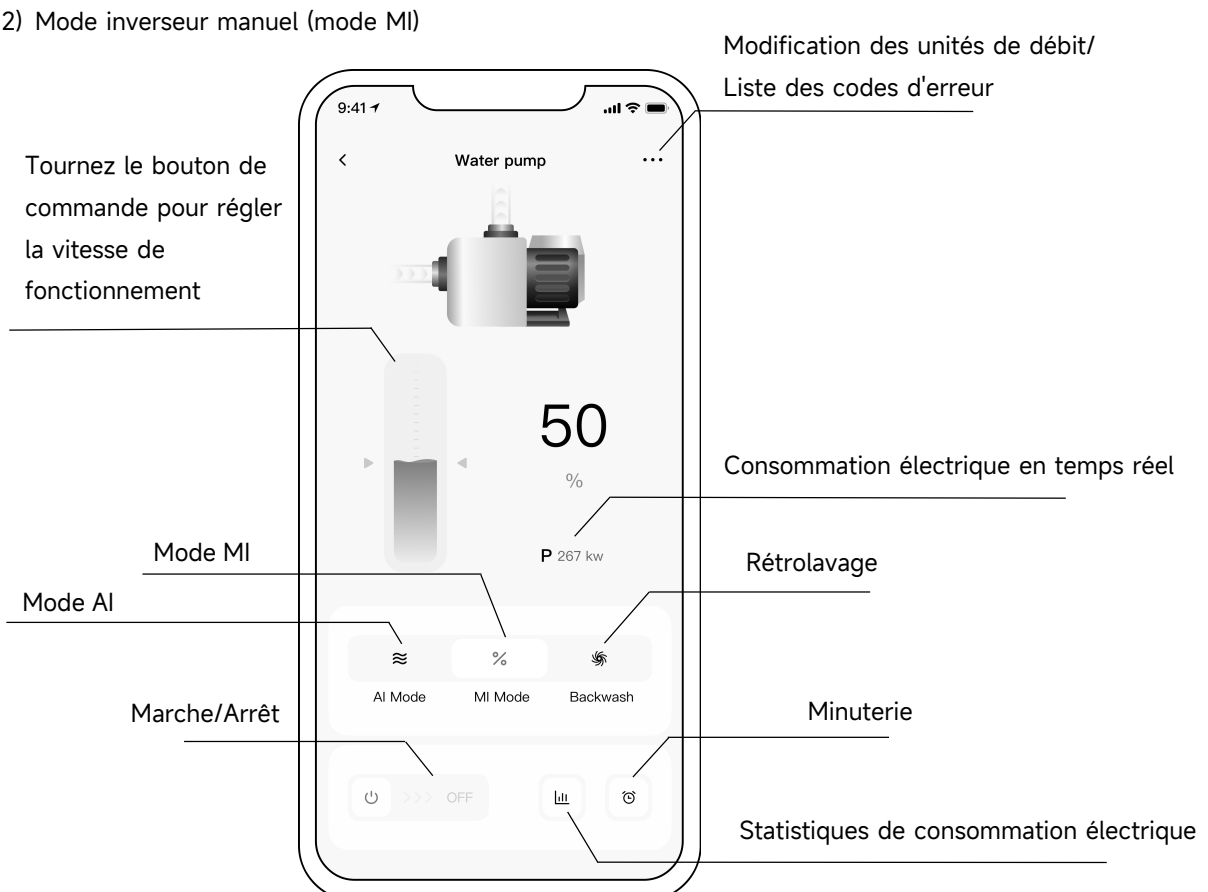 2) Mode inverseur manuel (mode MI)
Modification des unités de débit/
Liste des codes d'erreur
9:41
Water pump
Tournez le bouton de
commande pour régler
la vitesse de
fonctionnement
50
%
Consommation électrique en temps réel
P 267 kw
Mode MI
Rétrolavage
Mode AI
AI Mode
MI Mode
Backwash
Marche/Arrêt
Minuterie
>>> OFF
Statistiques de consommation électrique